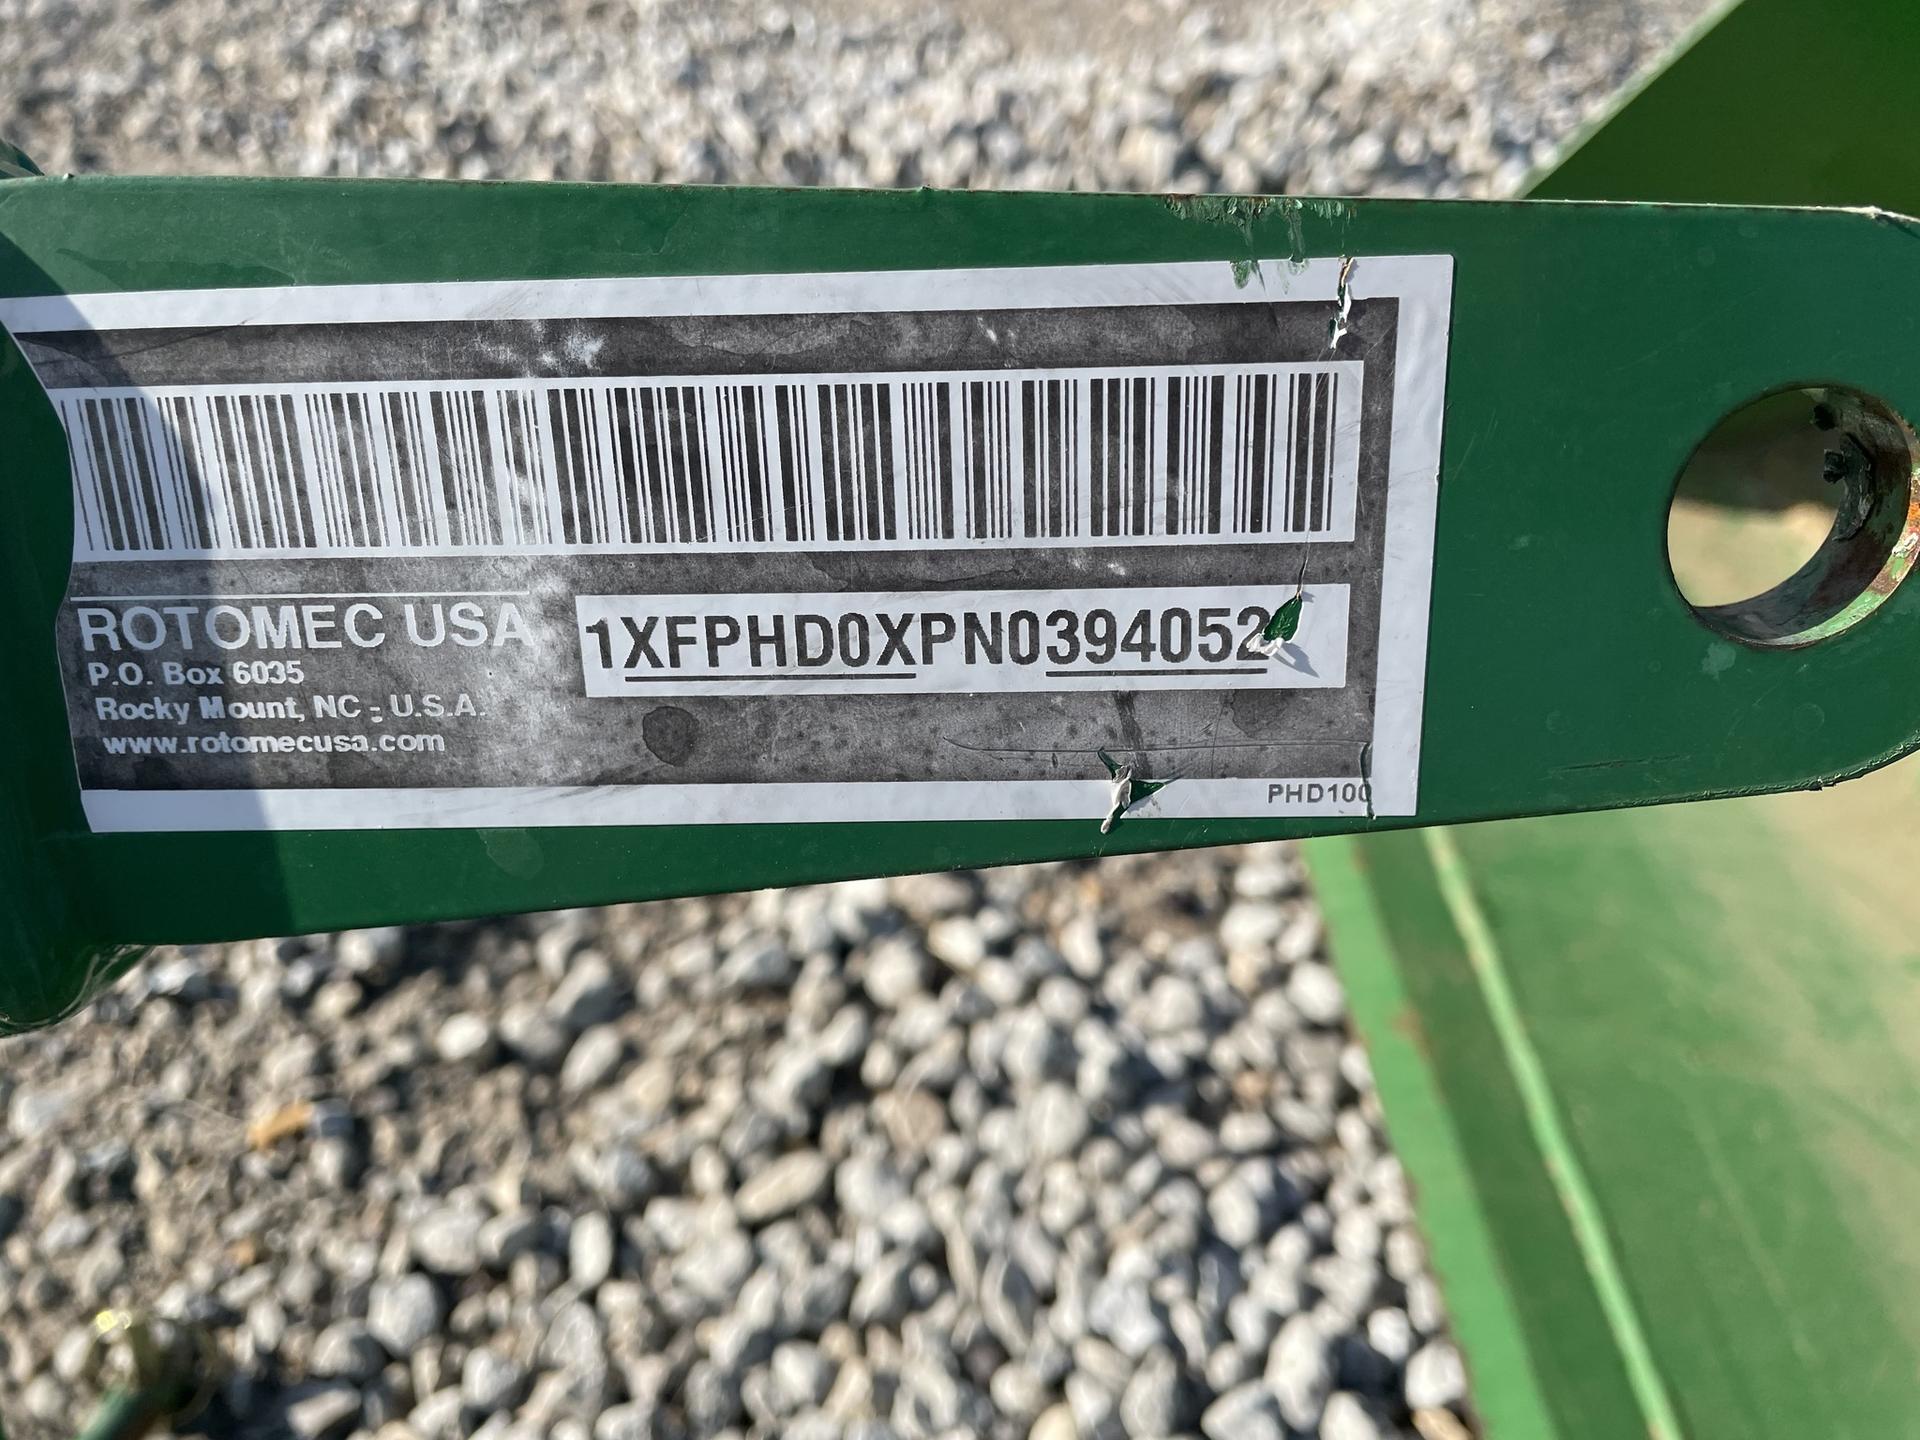 ROTOMEC USA
P.O. Box 6035
Rocky Mount, NC - U.S.A.
www.rotomecusa.com
1XFPHD0XPN0394052
PHD100